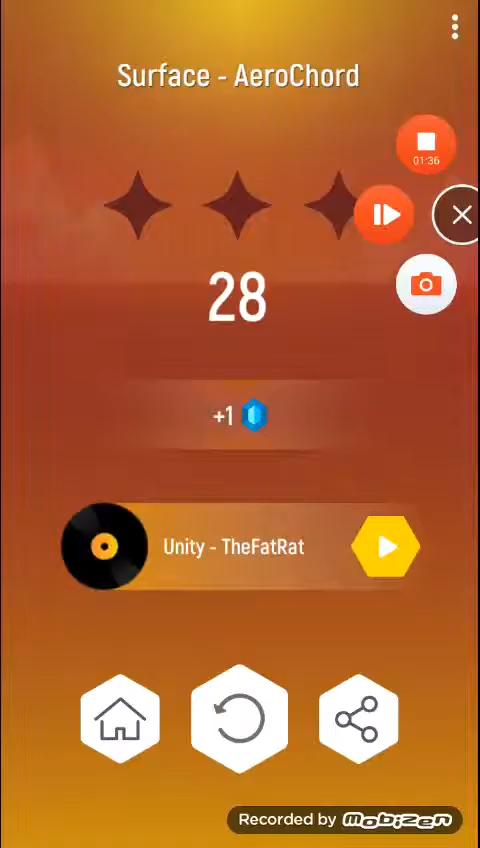 Surface - AeroChord
01:36
28
+1
Unity - TheFatRat
Recorded by Mobizen